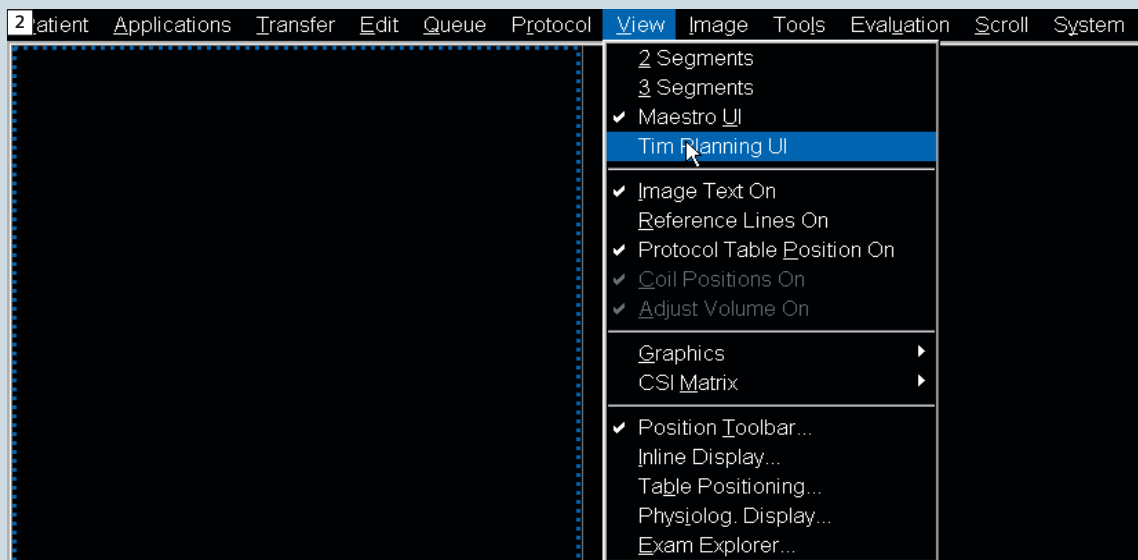 2 atient Applications Transfer Edit Queue Protocol View Image Tools Evaluation Scroll System
2 Segments
3 Segments
Maestro UI
Tim Planning UI
Image Text On
Reference Lines On
Protocol Table Position On
Coil Positions On
Adjust Volume On
Graphics
CSI Matrix
Position Toolbar...
Inline Display...
Table Positioning...
Physiolog. Display...
Exam Explorer...